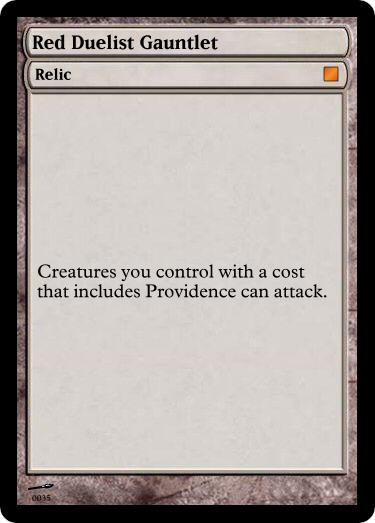 Red Duelist Gauntlet
Relic
Creatures you control with a cost
that includes Providence can attack.
0035